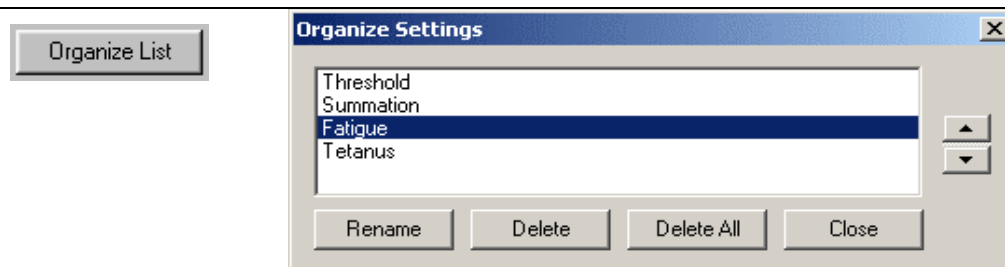 Organize List
Organize Settings
Threshold
Summation
Fatigue
Tetanus
Rename Delete Delete All Close